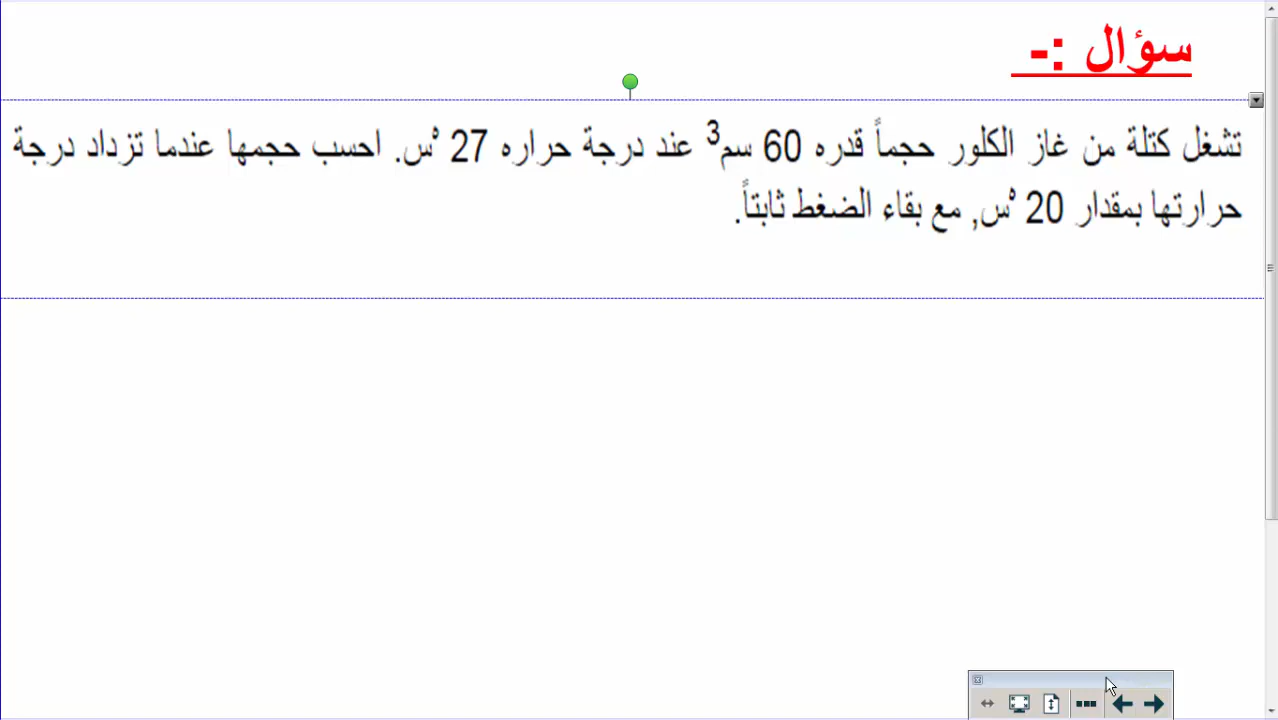 سؤال :-
تشغل كتلة من غاز الكلور حجماً قدره 60 سم³ عند درجة حراره 27 °س. احسب حجمها عندما تزداد درجة
حرارتها بمقدار 20 °س, مع بقاء الضغط ثابتاً.